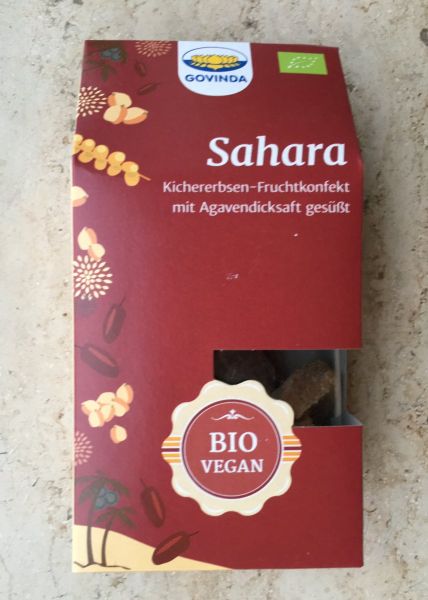 GOVINDA
Sahara
Kichererbsen-Fruchtkonfekt
mit Agavendicksaft gesüßt
BIO
VEGAN